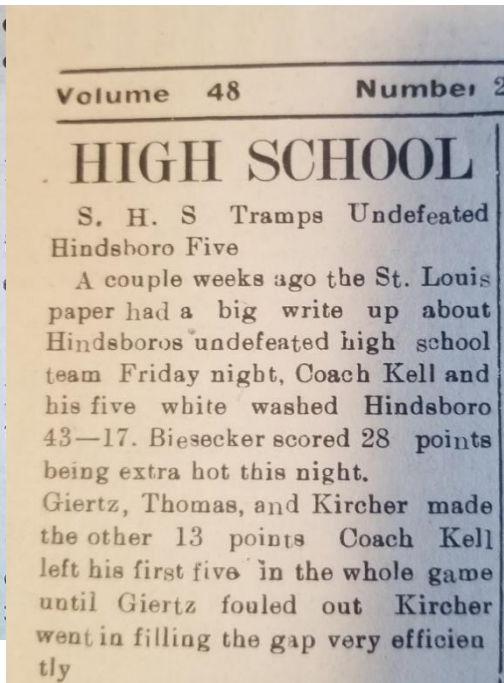 Volume 48 Number 2
HIGH SCHOOL
S. H. S Tramps Undefeated
Hindsboro Five
A couple weeks ago the St. Louis
paper had a big write up about
Hindsboros undefeated high school
team Friday night, Coach Kell and
his five white washed Hindsboro
43—17. Biesecker scored 28 points
being extra hot this night.
Giertz, Thomas, and Kircher made
the other 13 points Coach Kell
left his first five in the whole game
until Giertz fouled out Kircher
went in filling the gap very efficien
tly